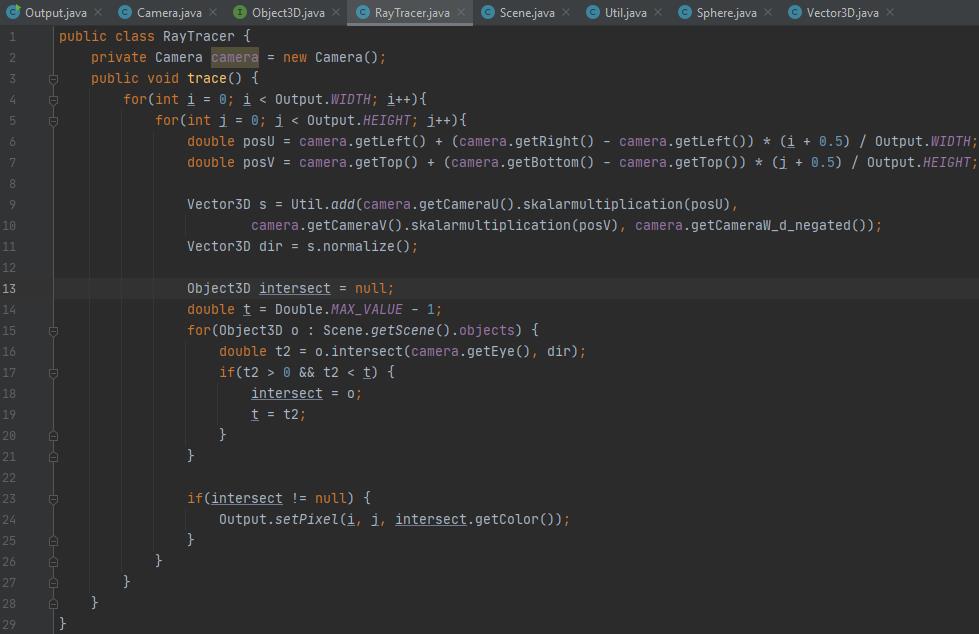 Output.java Camera.java Object3D.java RayTracer.java Scene.java Util.java Sphere.java Vector3D.java
1 public class RayTracer {
2     private Camera camera = new Camera();
3     public void trace() {
4         for(int i = 0; i < Output.WIDTH; i++){
5             for(int j = 0; j < Output.HEIGHT; j++){
6                 double posU = camera.getLeft() + (camera.getRight() - camera.getLeft()) * (i + 0.5) / Output.WIDTH;
7                 double posV = camera.getTop() + (camera.getBottom() - camera.getTop()) * (j + 0.5) / Output.HEIGHT;
8
9                 Vector3D s = Util.add(camera.getCameraU().skalarmultiplication(posU),
10                         camera.getCameraV().skalarmultiplication(posV), camera.getCameraW_d_negated());
11                 Vector3D dir = s.normalize();
12
13                 Object3D intersect = null;
14                 double t = Double.MAX_VALUE - 1;
15                 for(Object3D o : Scene.getScene().objects) {
16                     double t2 = o.intersect(camera.getEye(), dir);
17                     if(t2 > 0 && t2 < t) {
18                         intersect = o;
19                         t = t2;
20                     }
21                 }
22
23                 if(intersect != null) {
24                     Output.setPixel(i, j, intersect.getColor());
25                 }
26             }
27         }
28     }
29 }